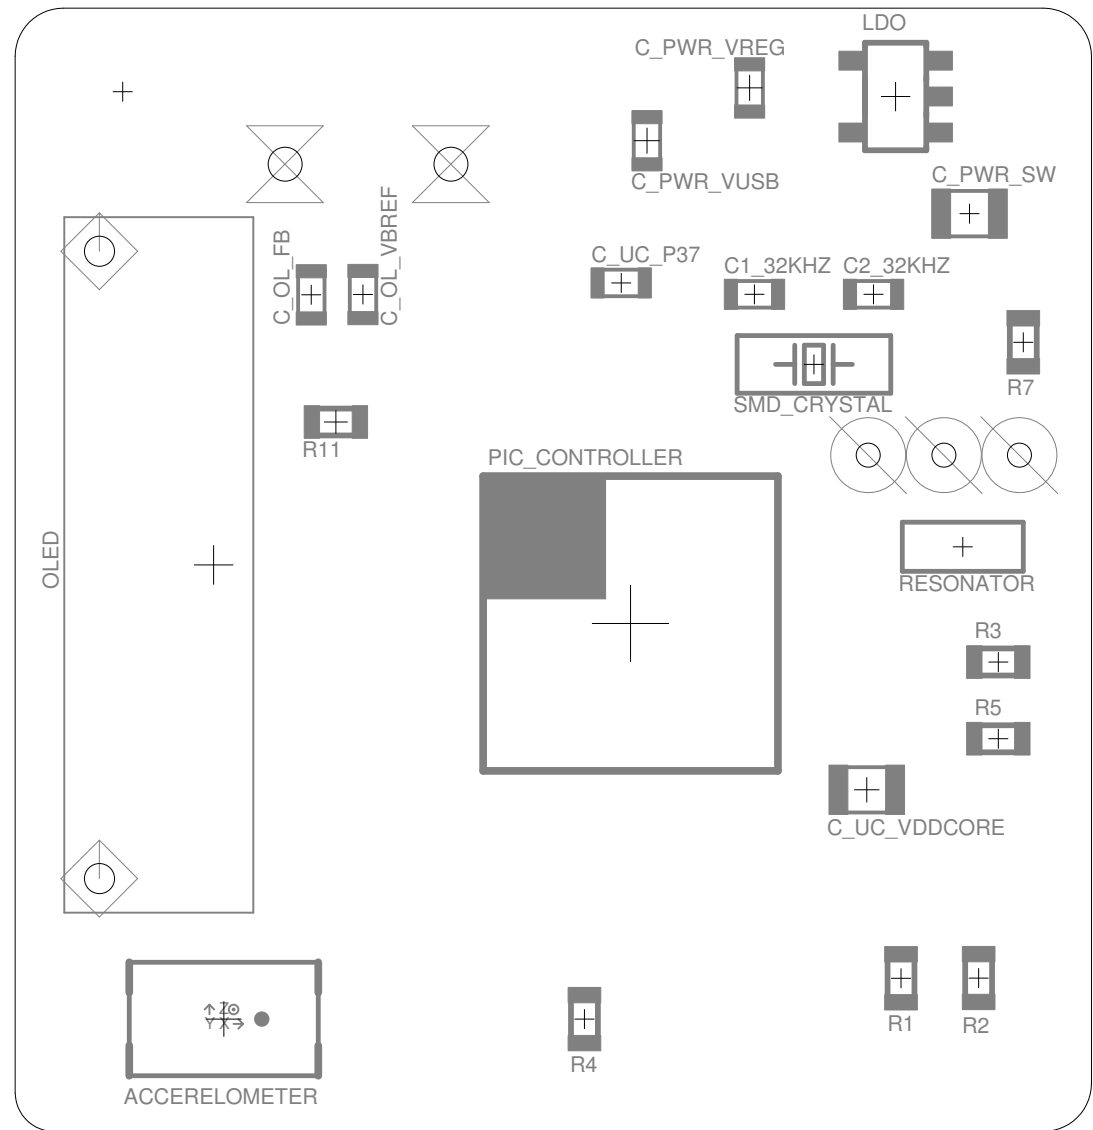 LDO
C_PWR_VREG
C_PWR_VUSB
C_PWR_SW
C_OL_FB
C_OL_VBREF
C_UC_P37
C1_32KHZ
C2_32KHZ
R7
SMD_CRYSTAL
R11
PIC_CONTROLLER
OLED
RESONATOR
R3
R5
C_UC_VDDCORE
Z
Y X
R1
R2
R4
ACCERELOMETER